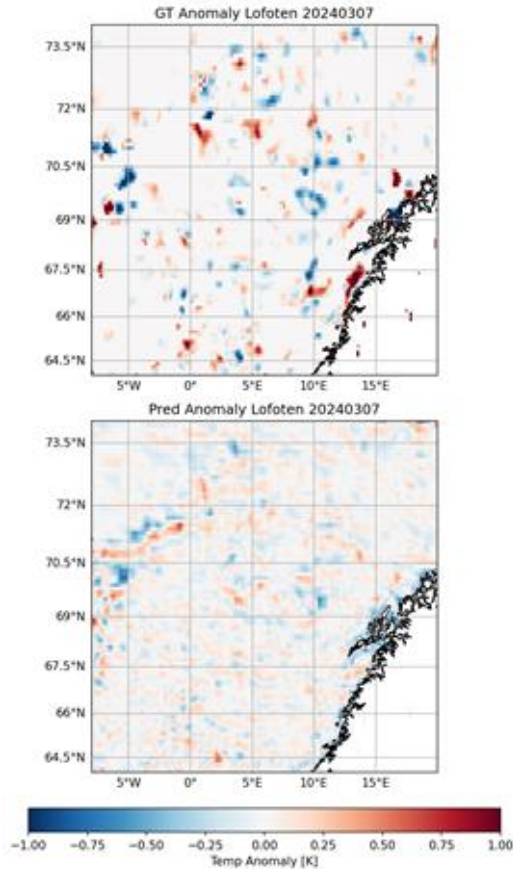 GT Anomaly Lofoten 20240307
73.5°N
72°N
70.5°N
69°N
67.5°N
66°N
64.5°N
5°W 0° 5°E 10°E 15°E
Pred Anomaly Lofoten 20240307
73.5°N
72°N
70.5°N
69°N
67.5°N
66°N
64.5°N
5°W 0° 5°E 10°E 15°E
−1.00 −0.75 −0.50 −0.25 0.00 0.25 0.50 0.75 1.00
Temp Anomaly [K]